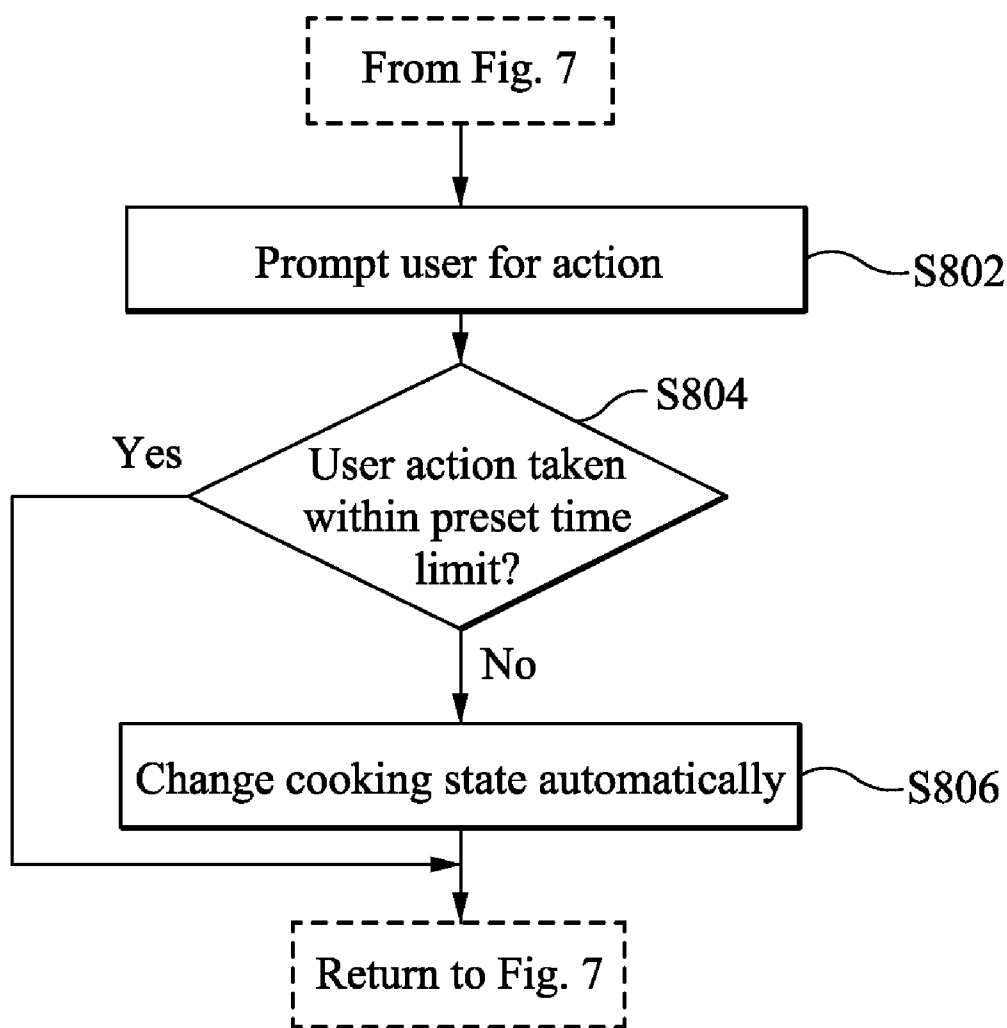 From Fig. 7
Prompt user for action
S802
S804
Yes
User action taken
within preset time
limit?
No
Change cooking state automatically
S806
Return to Fig. 7